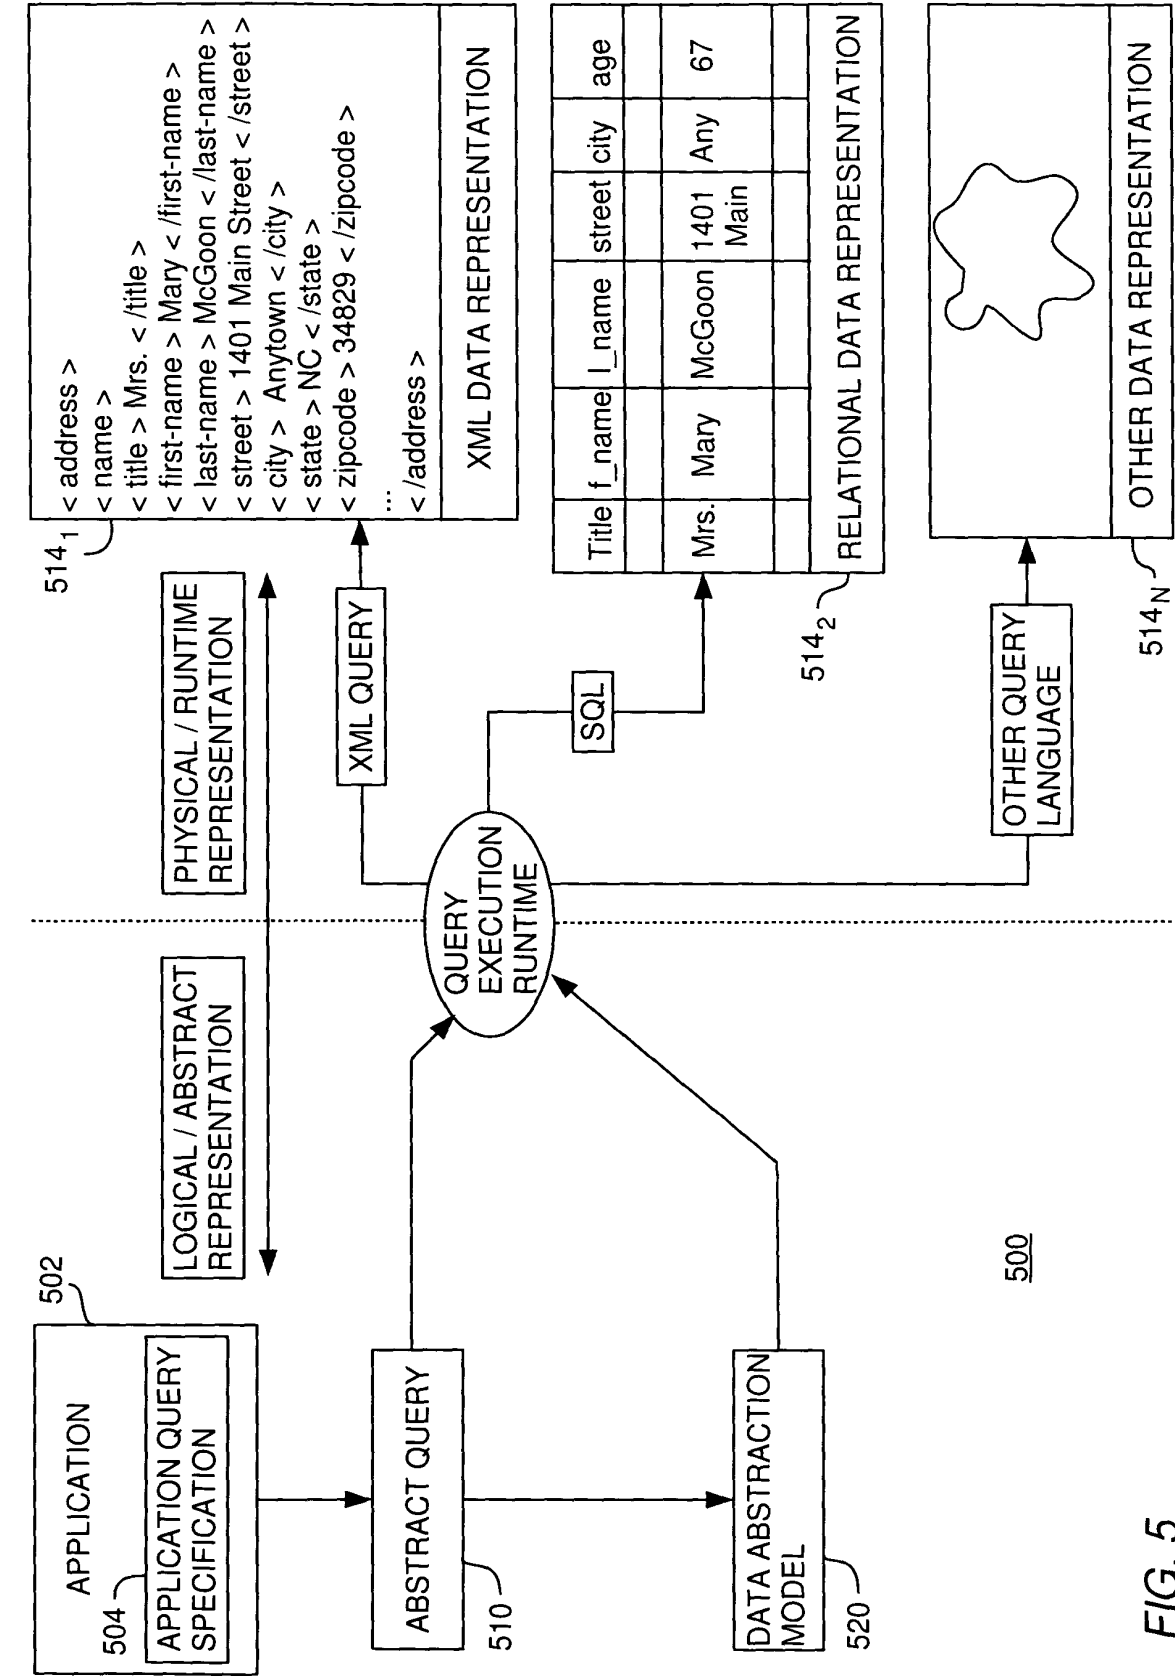 502
APPLICATION
504
APPLICATION QUERY
SPECIFICATION
LOGICAL / ABSTRACT
REPRESENTATION
PHYSICAL / RUNTIME
REPRESENTATION
ABSTRACT QUERY
510
DATA ABSTRACTION
MODEL
520
QUERY
EXECUTION
RUNTIME
XML QUERY
SQL
OTHER QUERY
LANGUAGE
514₁
< address >
< name >
< title > Mrs. < /title >
< first-name > Mary < /first-name >
< last-name > McGoon < /last-name >
< street > 1401 Main Street < /street >
< city > Anytown < /city >
< state > NC < /state >
< zipcode > 34829 < /zipcode >
...
< /address >
XML DATA REPRESENTATION
Title f_name l_name street city age
Mrs. Mary McGoon 1401 Main Any 67
RELATIONAL DATA REPRESENTATION
514₂
OTHER DATA REPRESENTATION
514N
500
FIG. 5